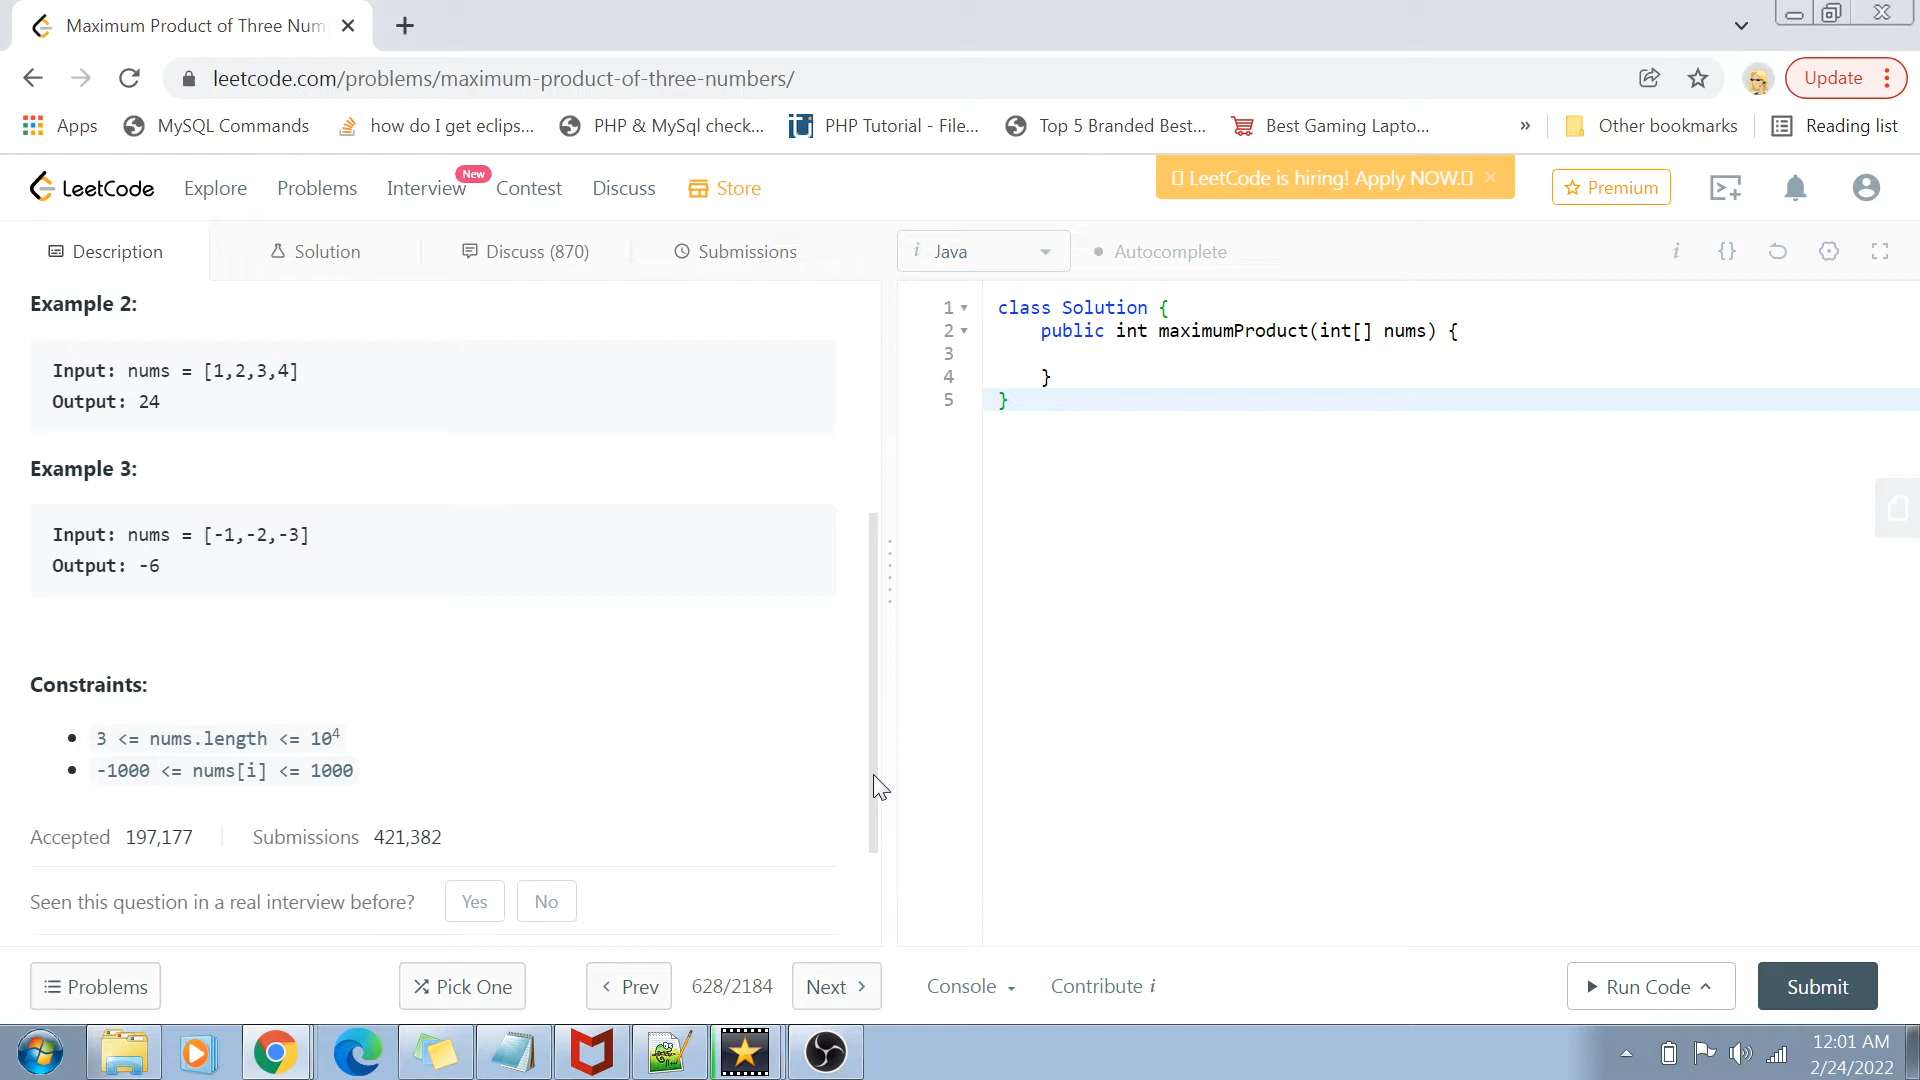 Maximum Product of Three Num
leetcode.com/problems/maximum-product-of-three-numbers/
Update
Apps
MySQL Commands
how do I get eclips...
PHP & MySql check...
PHP Tutorial - File...
Top 5 Branded Best...
Best Gaming Lapto...
»
Other bookmarks
Reading list
LeetCode
Explore
Problems
Interview
New
Contest
Discuss
Store
LeetCode is hiring! Apply NOW.
Premium
Description
Solution
Discuss (870)
Submissions
i Java
Autocomplete
i
{}
Example 2:
Input: nums = [1,2,3,4]
Output: 24
Example 3:
Input: nums = [-1,-2,-3]
Output: -6
Constraints:
3 <= nums.length <= 10⁴
-1000 <= nums[i] <= 1000
Accepted 197,177
Submissions 421,382
Seen this question in a real interview before?
Yes
No
1 class Solution {
2 public int maximumProduct(int[] nums) {
3
4 }
5 }
Problems
Pick One
Prev
628/2184
Next
Console
Contribute i
Run Code
Submit
12:01 AM
2/24/2022